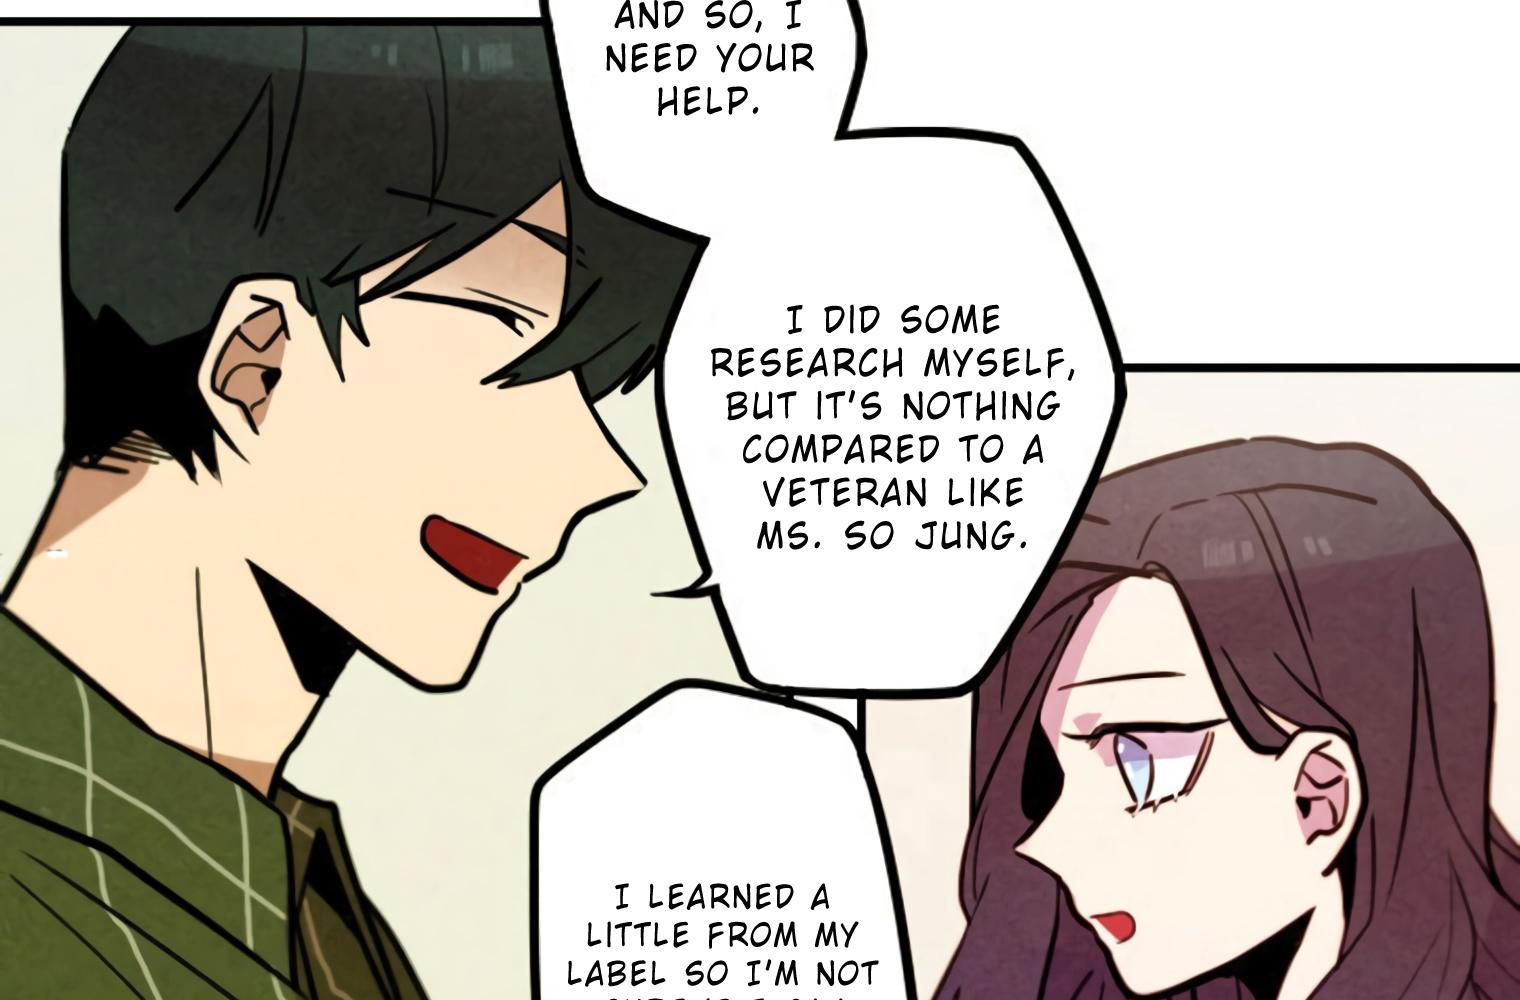 AND SO, I
NEED YOUR
HELP.
I DID SOME
RESEARCH MYSELF,
BUT IT'S NOTHING
COMPARED TO A
VETERAN LIKE
MS. SO JUNG.
I LEARNED A
LITTLE FROM MY
LABEL SO I'M NOT